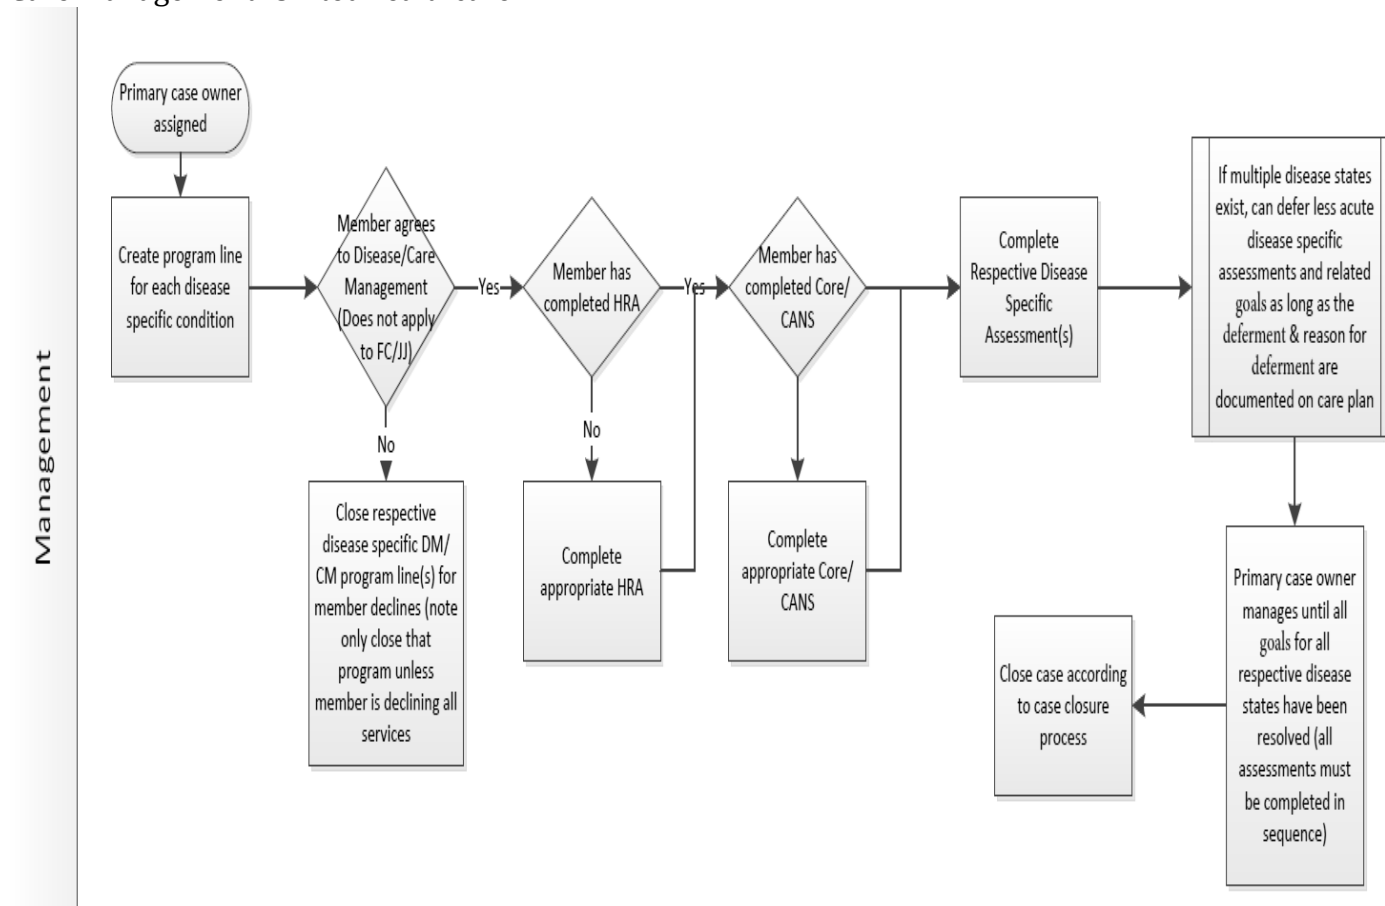 Management
Primary case owner
assigned
Create program line
for each disease
specific condition
Member agrees
to Disease/Care
Management
(Does not apply
to FC/JJ)
Yes
No
Close respective
disease specific DM/
CM program line(s) for
member declines (note
only close that
program unless
member is declining all
services
Member has
completed HRA
Yes
No
Complete
appropriate HRA
Member has
completed Core/
CANS
Complete
appropriate Core/
CANS
Complete
Respective Disease
Specific
Assessment(s)
If multiple disease states
exist, can defer less acute
disease specific
assessments and related
goals as long as the
deferment & reason for
deferment are
documented on care plan
Primary case owner
manages until all
goals for all
respective disease
states have been
resolved (all
assessments must
be completed in
sequence)
Close case according
to case closure
process